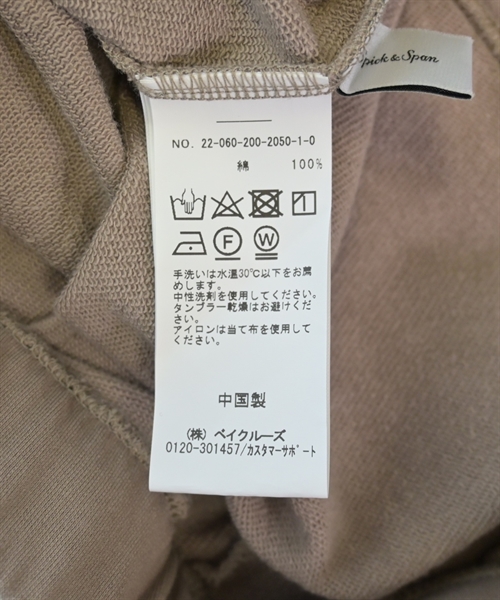 pick & Span
NO. 22-060-200-2050-1-0
綿 100%
F W
手洗いは水温30℃以下をお薦
めします。
中性洗剤を使用してください。
タンブラー乾燥はお避けください。
アイロンは当て布を使用して
ください。
中国製
(株) ベイクルーズ
0120-301457/カスタマーサポート